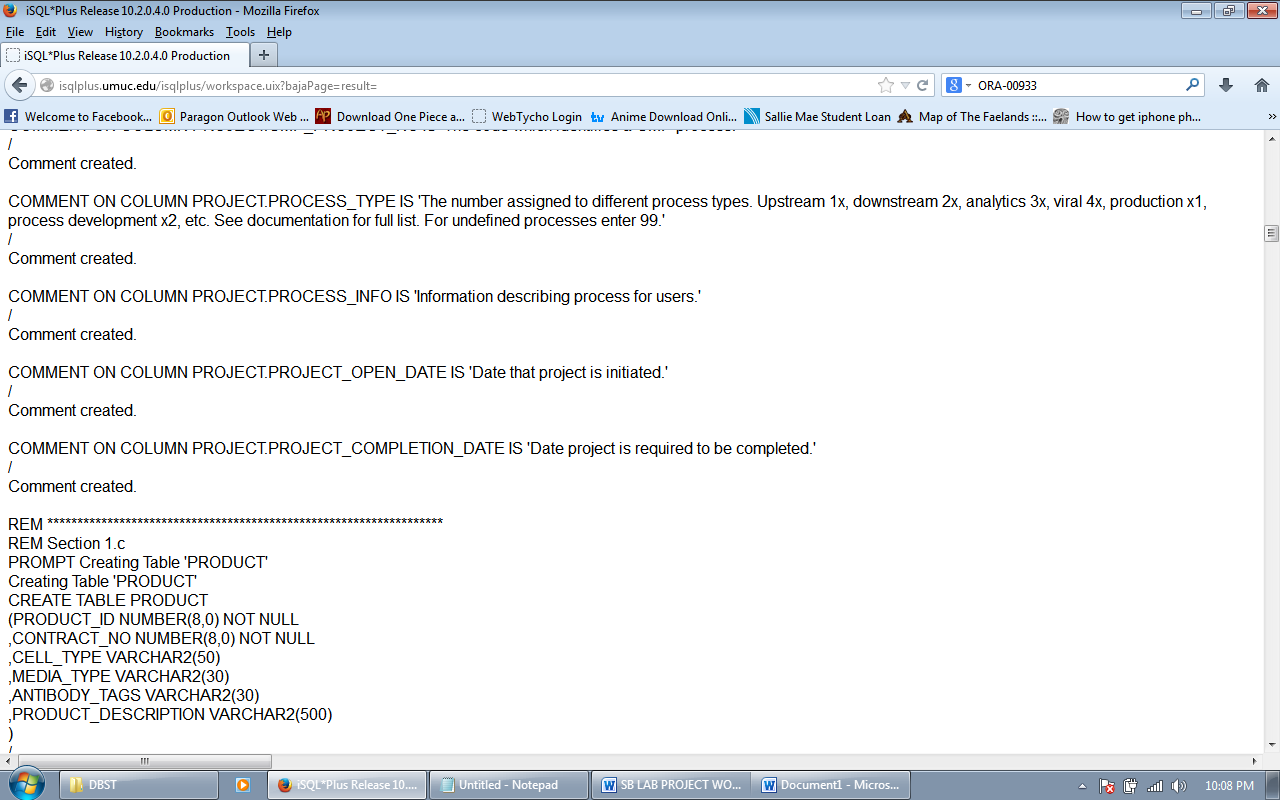 iSQL*Plus Release 10.2.0.4.0 Production - Mozilla Firefox
File Edit View History Bookmarks Tools Help
iSQL*Plus Release 10.2.0.4.0 Production
isqlplus.umuc.edu/isqlplus/workspace.uix?bajaPage=result=
ORA-00933
Welcome to Facebook... Paragon Outlook Web ... Download One Piece a... WebTycho Login Anime Download Onli... Sallie Mae Student Loan Map of The Faelands ::... How to get iphone ph...
/
Comment created.
COMMENT ON COLUMN PROJECT.PROCESS_TYPE IS 'The number assigned to different process types. Upstream 1x, downstream 2x, analytics 3x, viral 4x, production x1,
process development x2, etc. See documentation for full list. For undefined processes enter 99.'
/
Comment created.
COMMENT ON COLUMN PROJECT.PROCESS_INFO IS 'Information describing process for users.'
/
Comment created.
COMMENT ON COLUMN PROJECT.PROJECT_OPEN_DATE IS 'Date that project is initiated.'
/
Comment created.
COMMENT ON COLUMN PROJECT.PROJECT_COMPLETION_DATE IS 'Date project is required to be completed.'
/
Comment created.
REM ******************************************************************
REM Section 1.c
PROMPT Creating Table 'PRODUCT'
Creating Table 'PRODUCT'
CREATE TABLE PRODUCT
(PRODUCT_ID NUMBER(8,0) NOT NULL
,CONTRACT_NO NUMBER(8,0) NOT NULL
,CELL_TYPE VARCHAR2(50)
,MEDIA_TYPE VARCHAR2(30)
,ANTIBODY_TAGS VARCHAR2(30)
,PRODUCT_DESCRIPTION VARCHAR2(500)
)
/
DBST iSQL*Plus Release 10.... Untitled - Notepad SB LAB PROJECT WO... Document1 - Micros... 10:08 PM